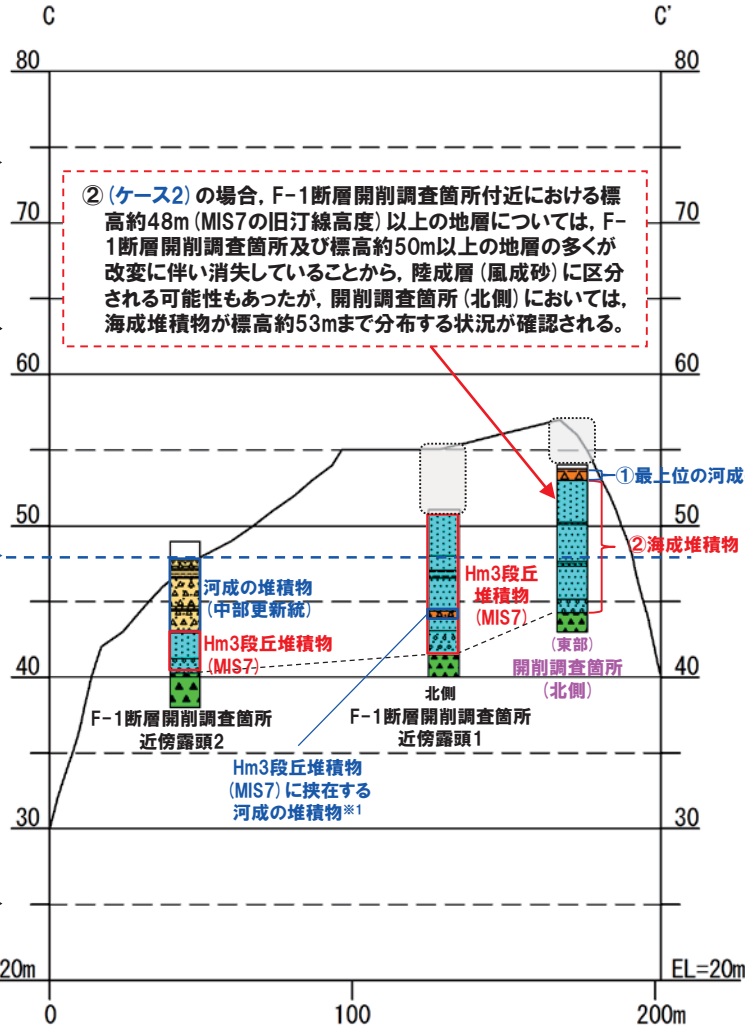 C
C'
80
80
② (ケース2) の場合, F-1断層開削調査箇所付近における標
高約48m (MIS7の旧汀線高度) 以上の地層については, F-
1断層開削調査箇所及び標高約50m以上の地層の多くが
改変に伴い消失していることから, 陸成層 (風成砂) に区分
される可能性もあったが, 開削調査箇所 (北側) においては,
海成堆積物が標高約53mまで分布する状況が確認される。
70
70
60
60
①最上位の河成
50
50
②海成堆積物
河成の堆積物
(中部更新統)
Hm3段丘
堆積物
(MIS7)
Hm3段丘堆積物
(MIS7)
40
40
(東部)
開削調査箇所
(北側)
北側
F-1断層開削調査箇所
近傍露頭2
F-1断層開削調査箇所
近傍露頭1
Hm3段丘堆積物
(MIS7) に挟在する
河成の堆積物※1
30
30
20m
EL=20m
0
100
200m